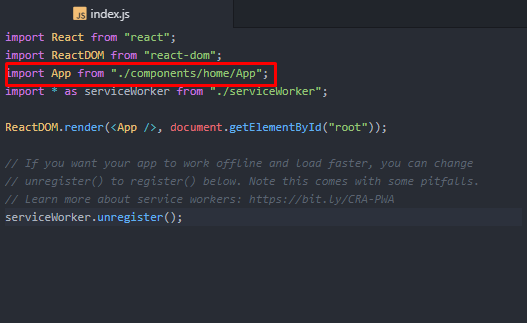 JS index.js
import React from "react";
import ReactDOM from "react-dom";
import App from "./components/home/App";
import * as serviceWorker from "./serviceWorker";
ReactDOM.render(<App />, document.getElementById("root"));
// If you want your app to work offline and load faster, you can change
// unregister() to register() below. Note this comes with some pitfalls.
// Learn more about service workers: https://bit.ly/CRA-PWA
serviceWorker.unregister();